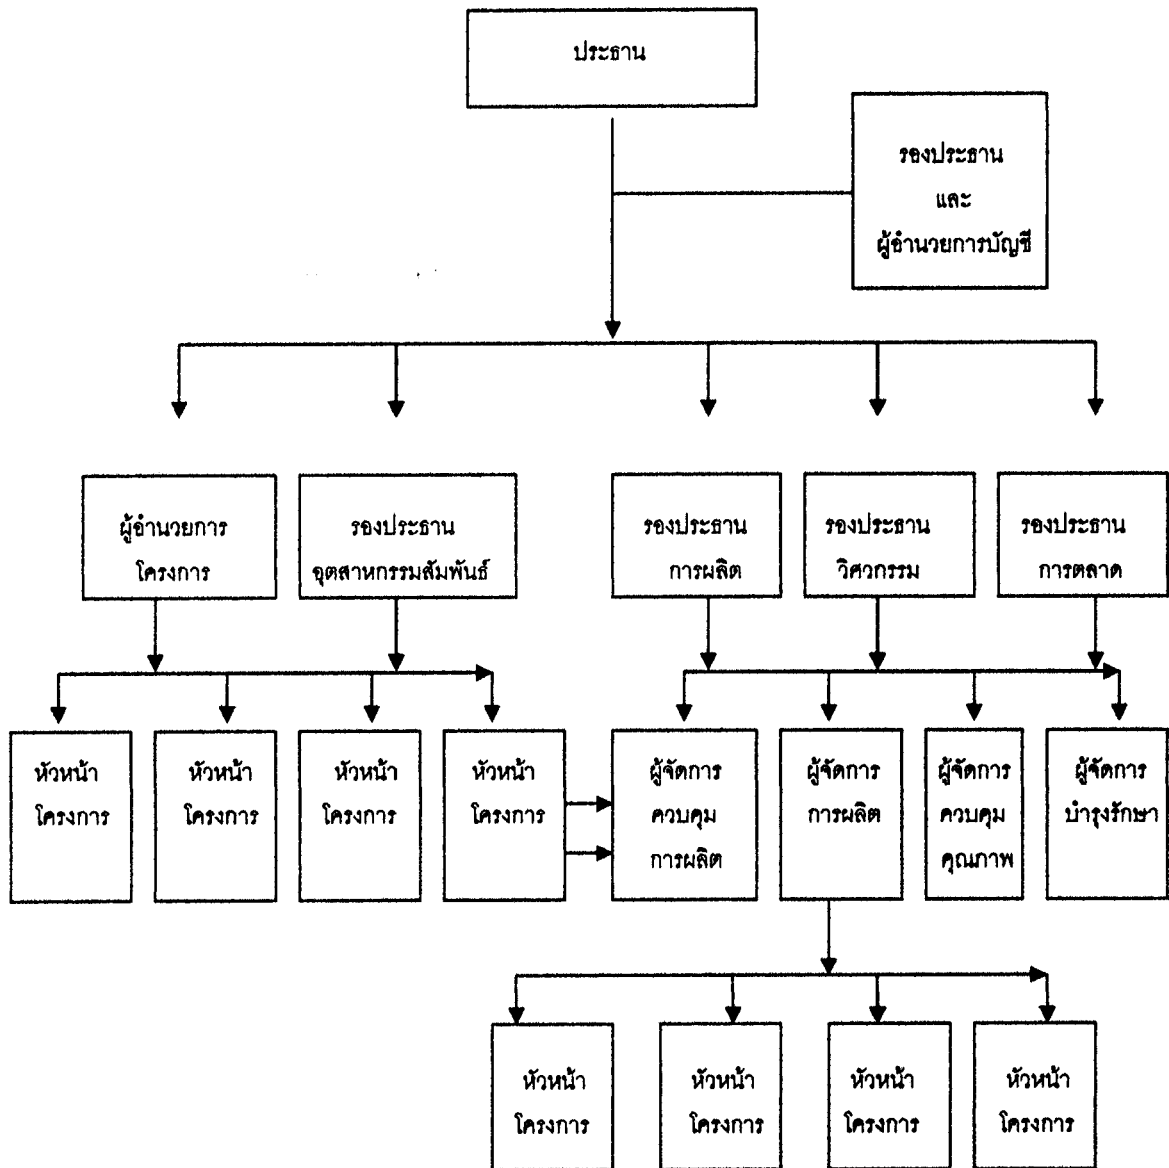 ประธาน
รองประธาน
และ
ผู้อำนวยการบัญชี
ผู้อำนวยการ
โครงการ
รองประธาน
อุตสาหกรรมสัมพันธ์
รองประธาน
การผลิต
รองประธาน
วิศวกรรม
รองประธาน
การตลาด
หัวหน้า
โครงการ
หัวหน้า
โครงการ
หัวหน้า
โครงการ
หัวหน้า
โครงการ
ผู้จัดการ
ควบคุม
การผลิต
ผู้จัดการ
การผลิต
ผู้จัดการ
ควบคุม
คุณภาพ
ผู้จัดการ
บำรุงรักษา
หัวหน้า
โครงการ
หัวหน้า
โครงการ
หัวหน้า
โครงการ
หัวหน้า
โครงการ